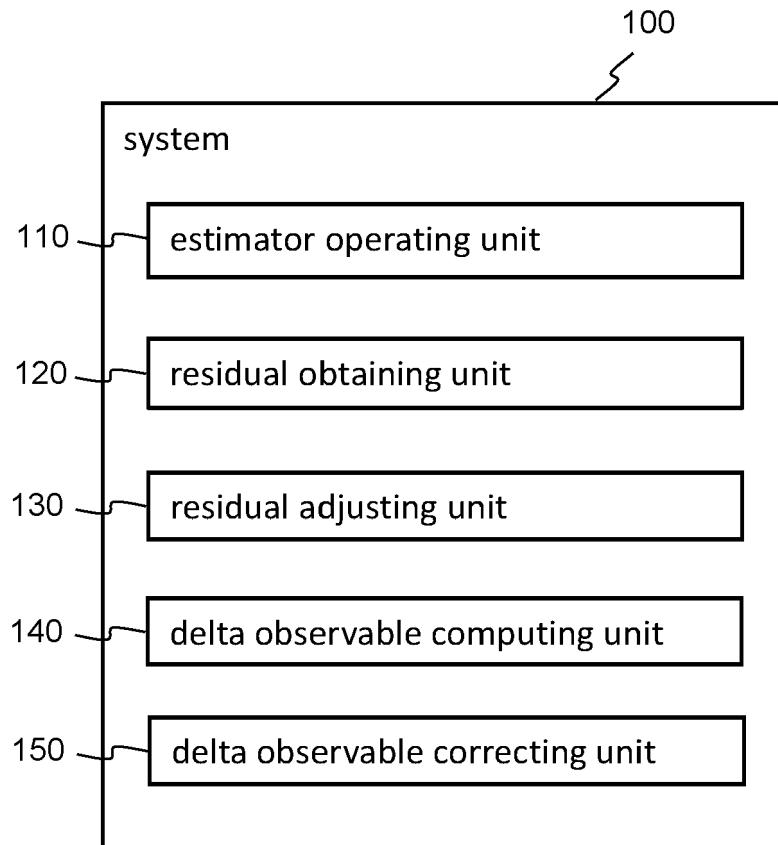 100
system
110 estimator operating unit
120 residual obtaining unit
130 residual adjusting unit
140 delta observable computing unit
150 delta observable correcting unit